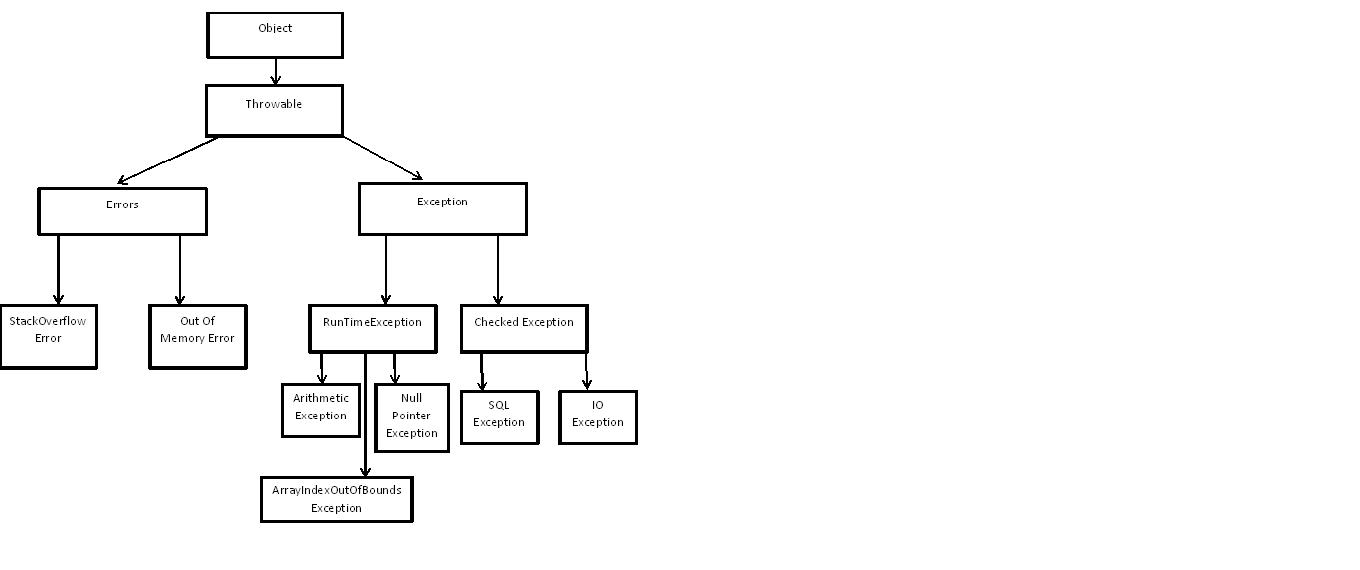 Object
Throwable
Errors
Exception
StackOverflow
Error
Out Of
Memory Error
RunTimeException
Checked Exception
Arithmetic
Exception
Null
Pointer
Exception
SQL
Exception
IO
Exception
ArrayIndexOutOfBounds
Exception